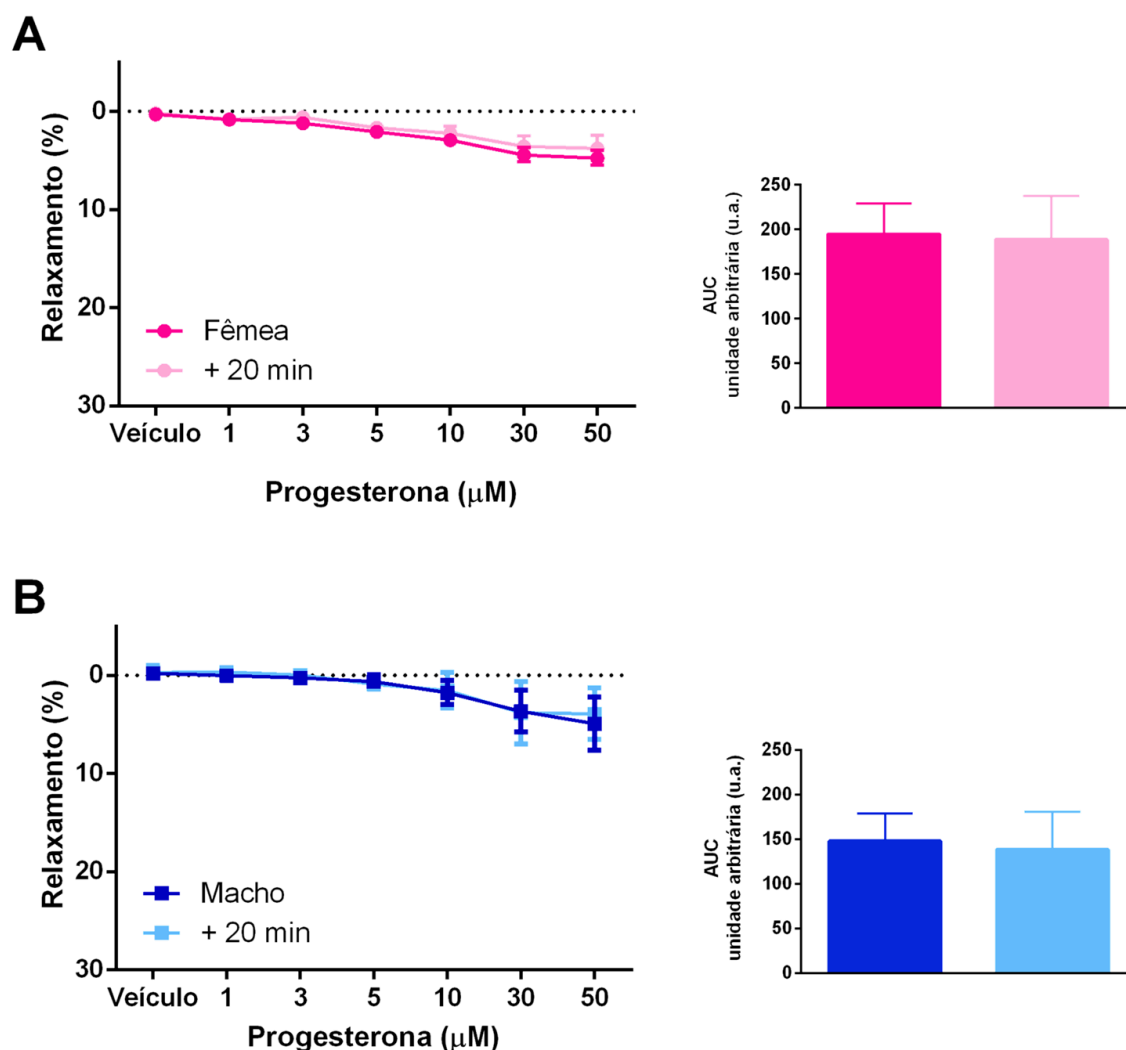 A
Relaxamento (%)
0
10
20
30
Fêmea
+ 20 min
Veículo 1 3 5 10 30 50
Progesterona (μM)
AUC
unidade arbitrária (u.a.)
250
200
150
100
50
0
B
Relaxamento (%)
0
10
20
30
Macho
+ 20 min
Veículo 1 3 5 10 30 50
Progesterona (μM)
AUC
unidade arbitrária (u.a.)
250
200
150
100
50
0